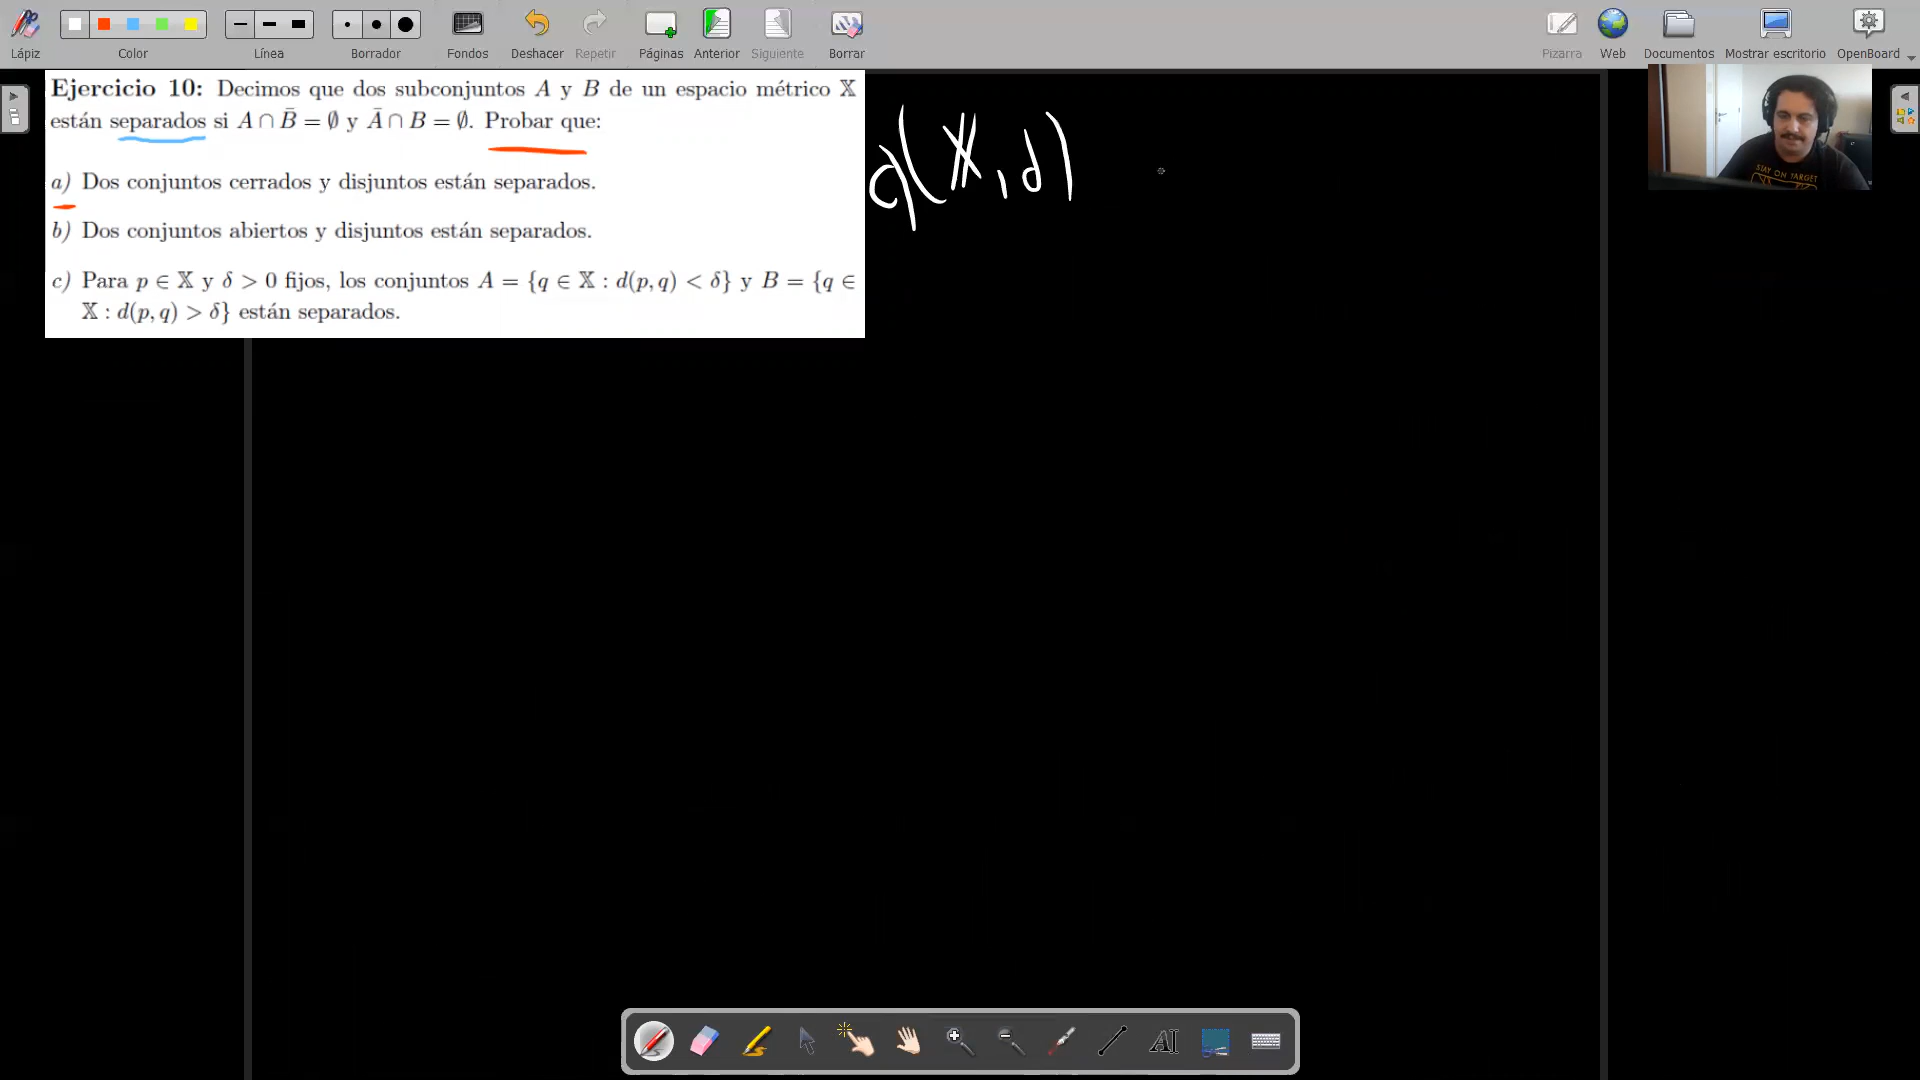 Lápiz Color Línea Borrador Fondos Deshacer Repetir Páginas Anterior Siguiente Borrar Pizarra Web Documentos Mostrar escritorio OpenBoard
Ejercicio 10: Decimos que dos subconjuntos A y B de un espacio métrico 𝕏
están separados si A ∩ B̄ = ∅ y Ā ∩ B = ∅. Probar que:
a) Dos conjuntos cerrados y disjuntos están separados.
b) Dos conjuntos abiertos y disjuntos están separados.
c) Para p ∈ 𝕏 y δ > 0 fijos, los conjuntos A = {q ∈ 𝕏 : d(p, q) < δ} y B = {q ∈
𝕏 : d(p, q) > δ} están separados.
a) (𝕏, d)
STAY ON TARGET
AI